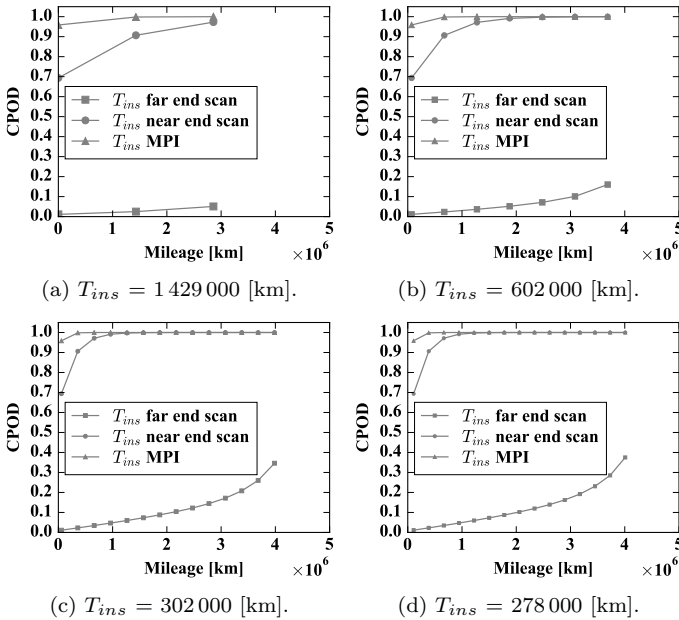 1.0
0.9
0.8
0.7
0.6
0.5
0.4
0.3
0.2
0.1
0.0
CPOD
T_ins far end scan
T_ins near end scan
T_ins MPI
0 1 2 3 4 5
Mileage [km] ×10^6
(a) T_ins = 1 429 000 [km].
1.0
0.9
0.8
0.7
0.6
0.5
0.4
0.3
0.2
0.1
0.0
CPOD
T_ins far end scan
T_ins near end scan
T_ins MPI
0 1 2 3 4 5
Mileage [km] ×10^6
(b) T_ins = 602 000 [km].
1.0
0.9
0.8
0.7
0.6
0.5
0.4
0.3
0.2
0.1
0.0
CPOD
T_ins far end scan
T_ins near end scan
T_ins MPI
0 1 2 3 4 5
Mileage [km] ×10^6
(c) T_ins = 302 000 [km].
1.0
0.9
0.8
0.7
0.6
0.5
0.4
0.3
0.2
0.1
0.0
CPOD
T_ins far end scan
T_ins near end scan
T_ins MPI
0 1 2 3 4 5
Mileage [km] ×10^6
(d) T_ins = 278 000 [km].